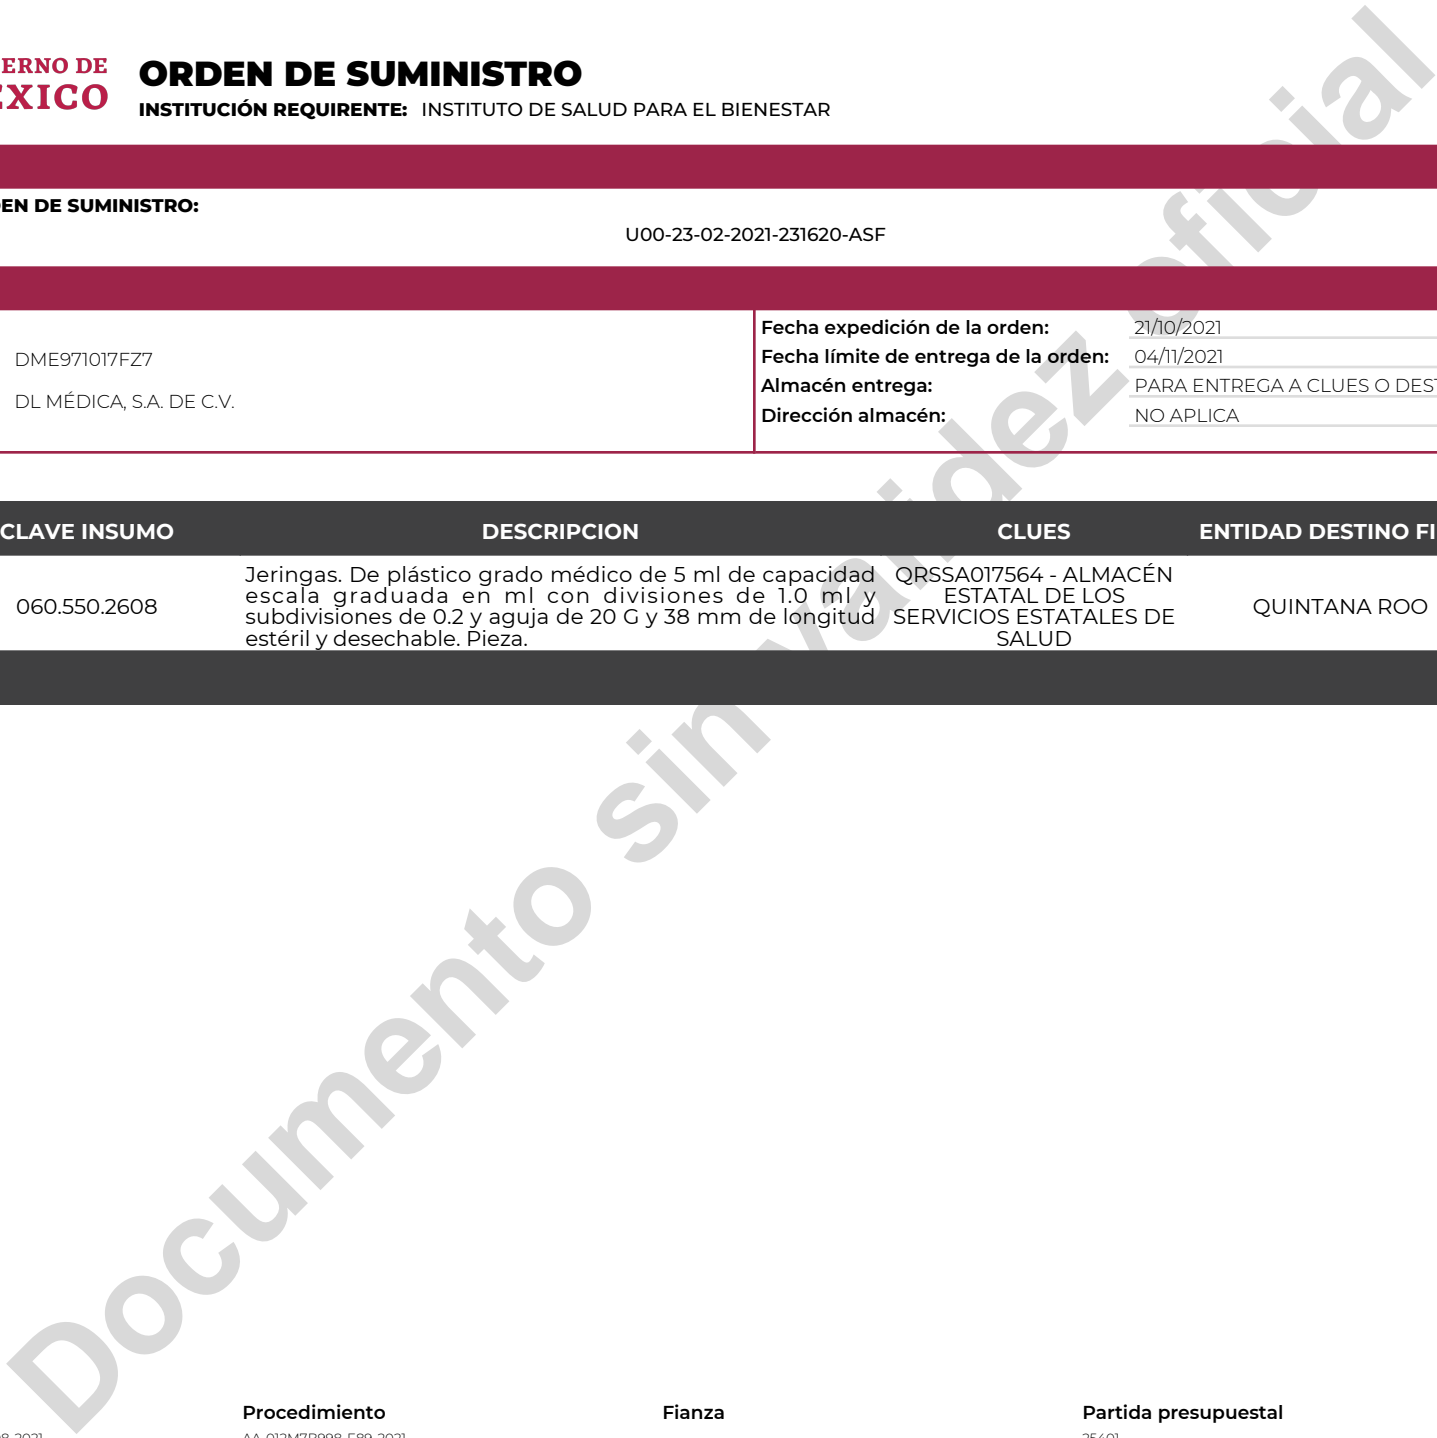 ERNO DE
ORDEN DE SUMINISTRO
INSTITUCIÓN REQUIRENTE: INSTITUTO DE SALUD PARA EL BIENESTAR
EN DE SUMINISTRO:
U00-23-02-2021-231620-ASF
DME971017FZ7
DL MÉDICA, S.A. DE C.V.
Fecha expedición de la orden: 21/10/2021
Fecha límite de entrega de la orden: 04/11/2021
Almacén entrega: PARA ENTREGA A CLUES O DEST
Dirección almacén: NO APLICA
CLAVE INSUMO DESCRIPCION CLUES ENTIDAD DESTINO FI
060.550.2608
Jeringas. De plástico grado médico de 5 ml de capacidad
escala graduada en ml con divisiones de 1.0 ml y
subdivisiones de 0.2 y aguja de 20 G y 38 mm de longitud
estéril y desechable. Pieza.
QRSSA017564 - ALMACÉN
ESTATAL DE LOS
SERVICIOS ESTATALES DE
SALUD
QUINTANA ROO
Documento sin validez oficial
Procedimiento Fianza Partida presupuestal